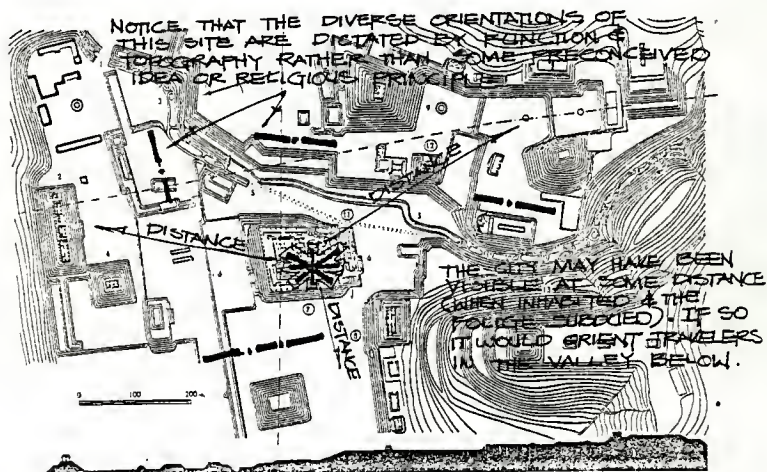 NOTICE THAT THE DIVERSE ORIENTATIONS OF
THIS SITE ARE DICTATED BY FUNCTION &
TOPOGRAPHY RATHER THAN SOME PRECONCEIVED
IDEA OR RELIGIOUS PRINCIPLE.
DISTANCE
DISTANCE
DISTANCE
THE CITY MAY HAVE BEEN
VISIBLE AT SOME DISTANCE
(WHEN INHABITED & THE
FOLIGE SUBDUED). IF SO
IT WOULD ORIENT TRAVELERS
IN THE VALLEY BELOW.
0 100 200